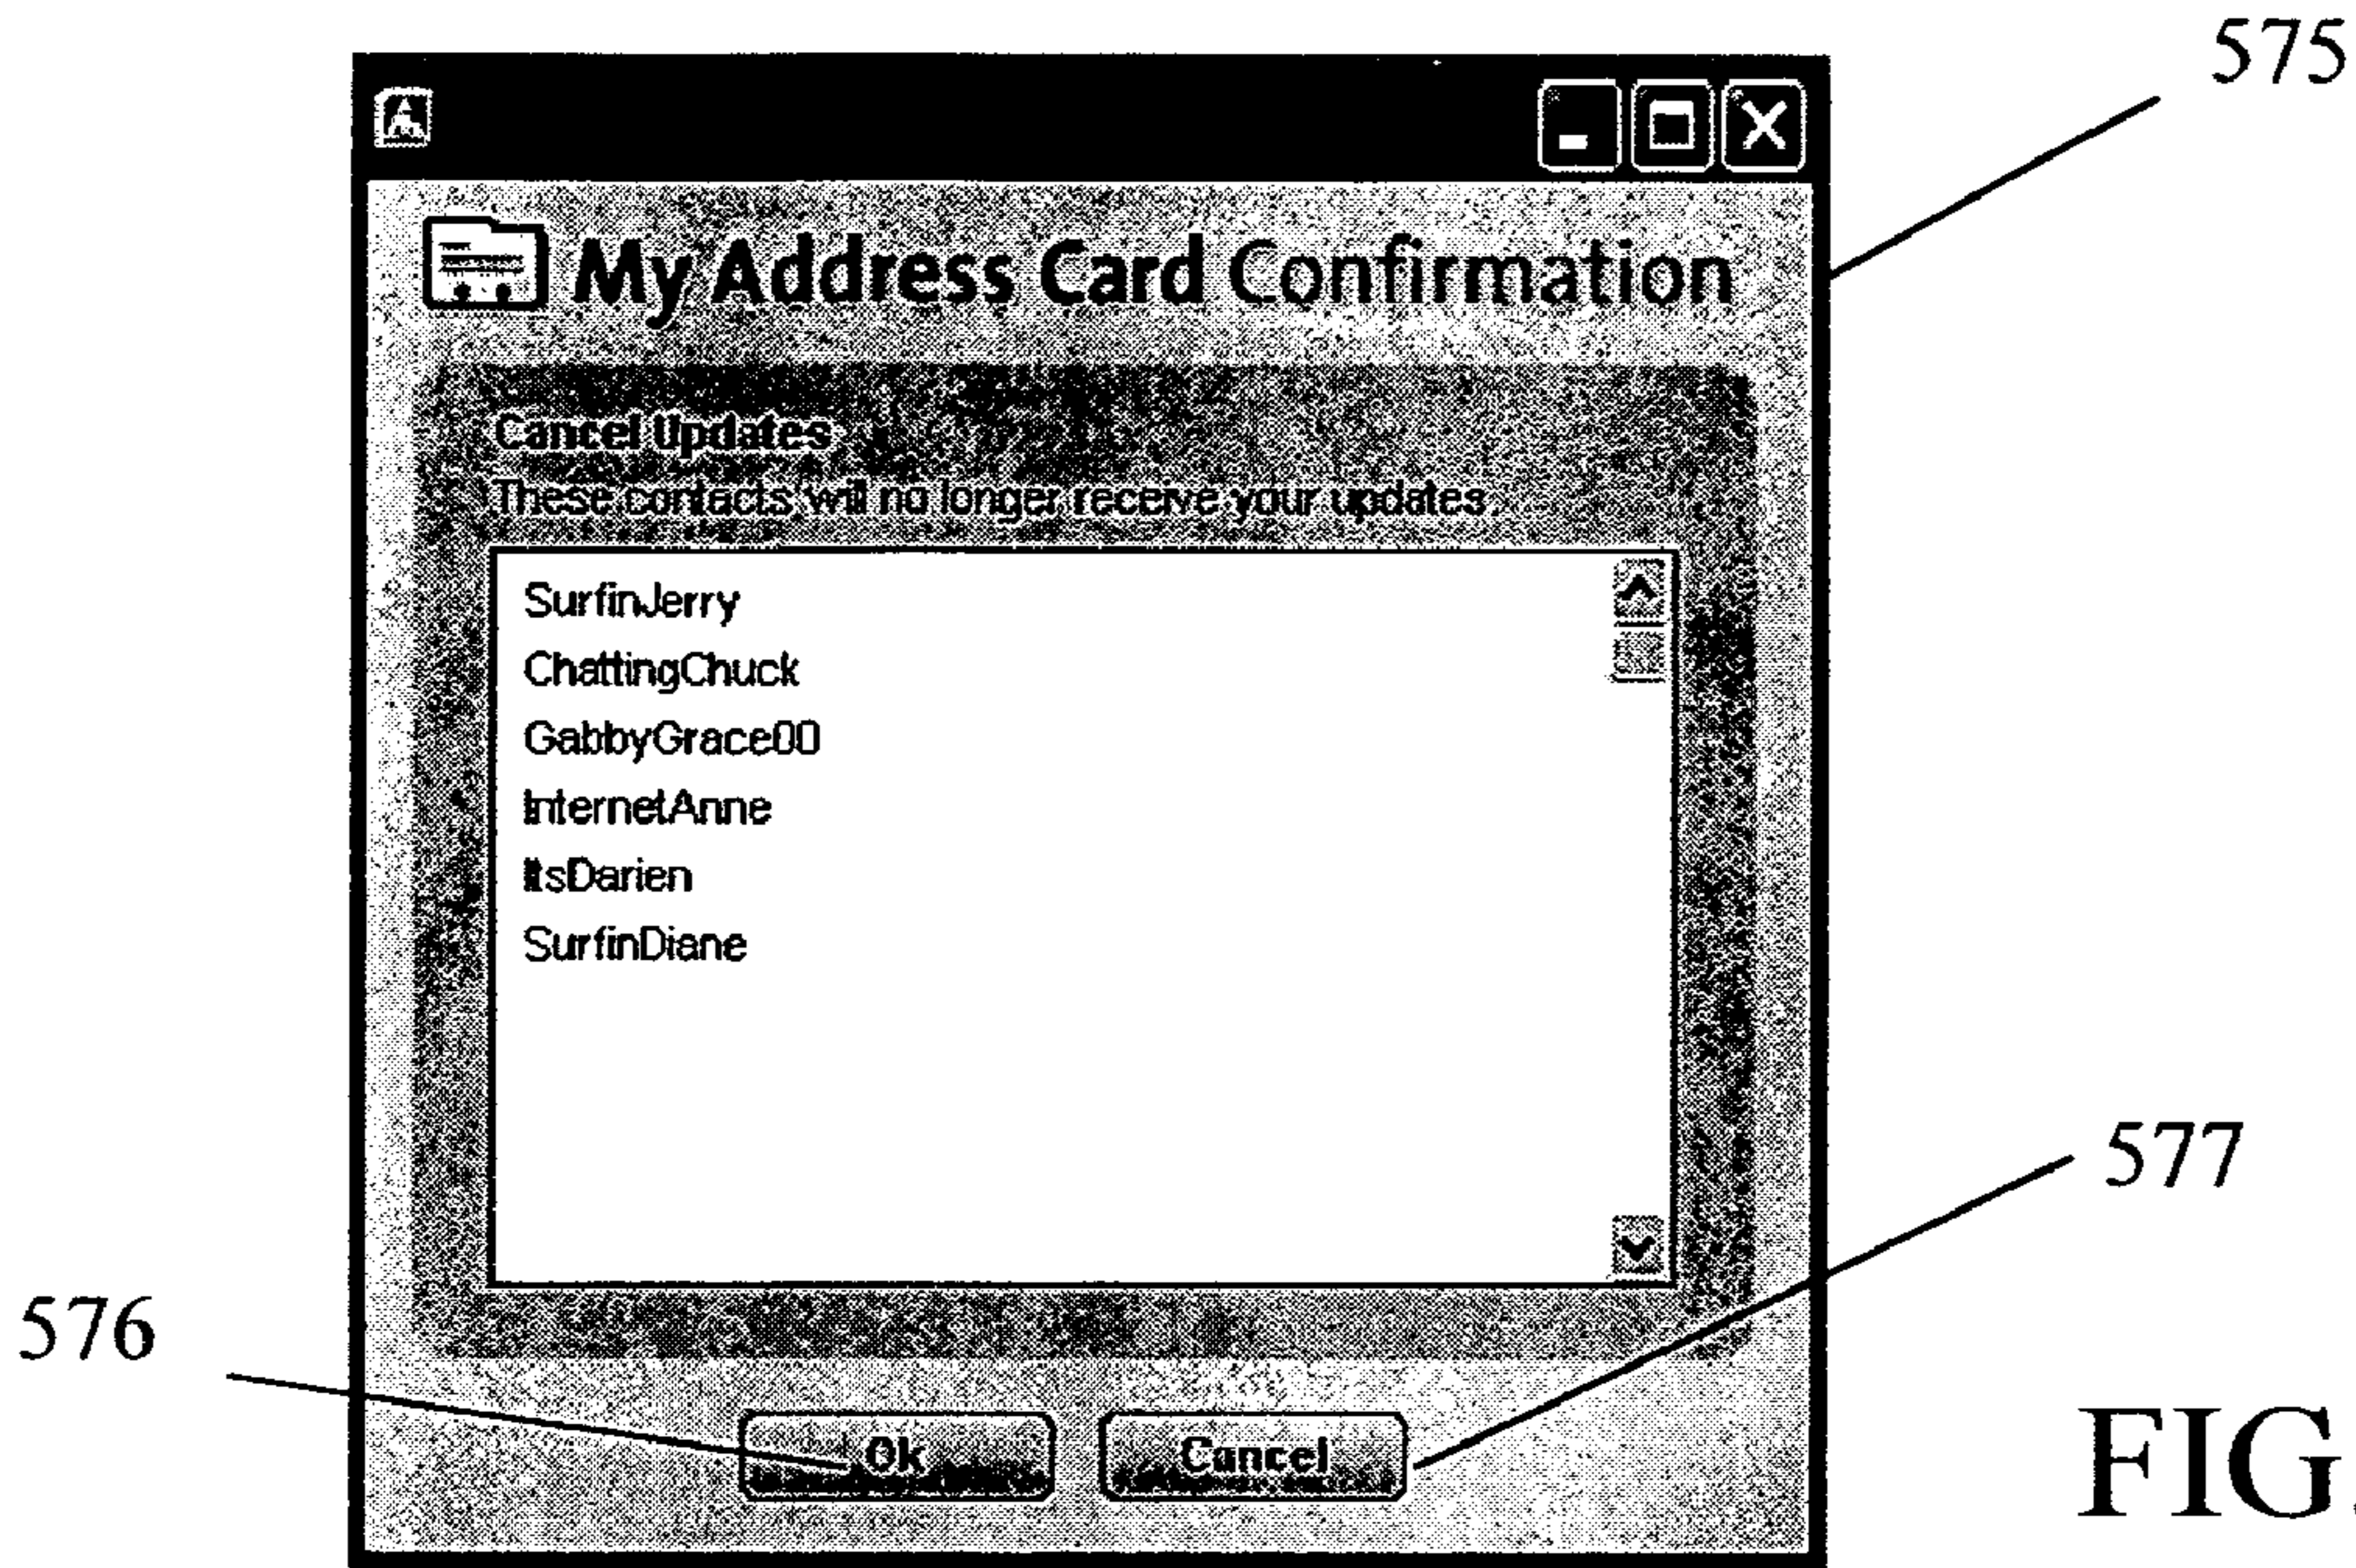 575
My Address Card Confirmation
Cancel Updates
These contacts will no longer receive your updates.
SurfinJerry
ChattingChuck
GabbyGrace00
InternetAnne
ItsDarien
SurfinDiane
577
576
Ok
Cancel
FIG.